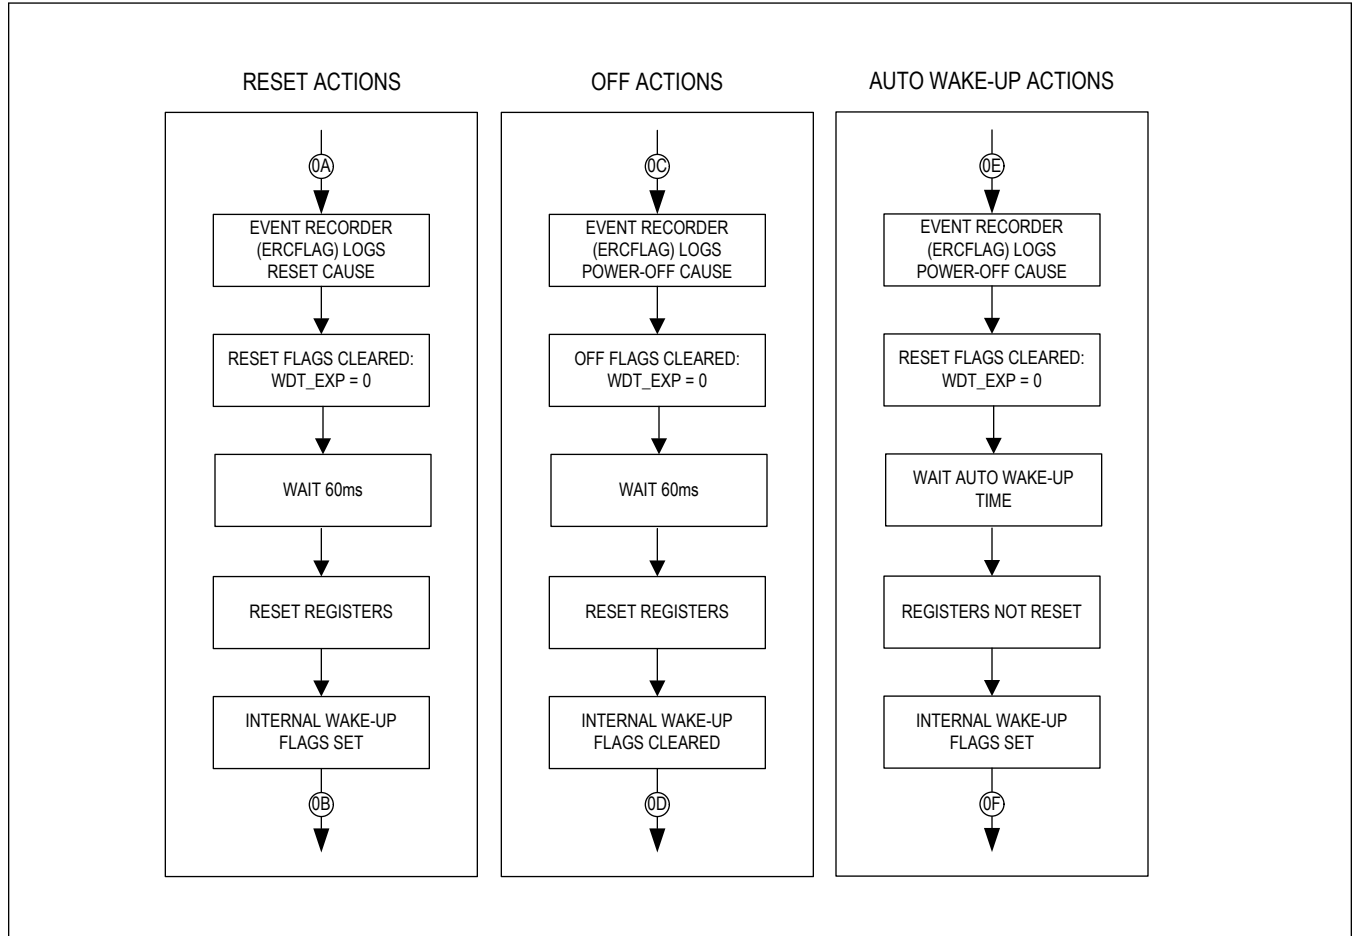 RESET ACTIONS
0A
EVENT RECORDER
(ERCFLAG) LOGS
RESET CAUSE
RESET FLAGS CLEARED:
WDT_EXP = 0
WAIT 60ms
RESET REGISTERS
INTERNAL WAKE-UP
FLAGS SET
0B
OFF ACTIONS
0C
EVENT RECORDER
(ERCFLAG) LOGS
POWER-OFF CAUSE
OFF FLAGS CLEARED:
WDT_EXP = 0
WAIT 60ms
RESET REGISTERS
INTERNAL WAKE-UP
FLAGS CLEARED
0D
AUTO WAKE-UP ACTIONS
0E
EVENT RECORDER
(ERCFLAG) LOGS
POWER-OFF CAUSE
RESET FLAGS CLEARED:
WDT_EXP = 0
WAIT AUTO WAKE-UP
TIME
REGISTERS NOT RESET
INTERNAL WAKE-UP
FLAGS SET
0F